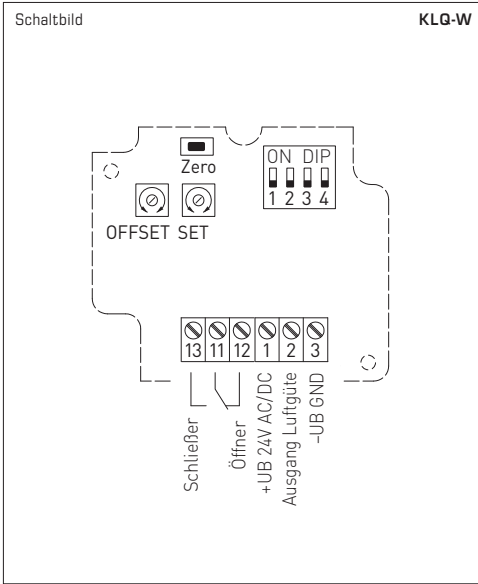 Schaltbild KLQ-W
Zero
ON DIP
1 2 3 4
OFFSET SET
13 11 12 1 2 3
Schließer
Öffner
+UB 24V AC/DC
Ausgang Luftgüte
-UB GND